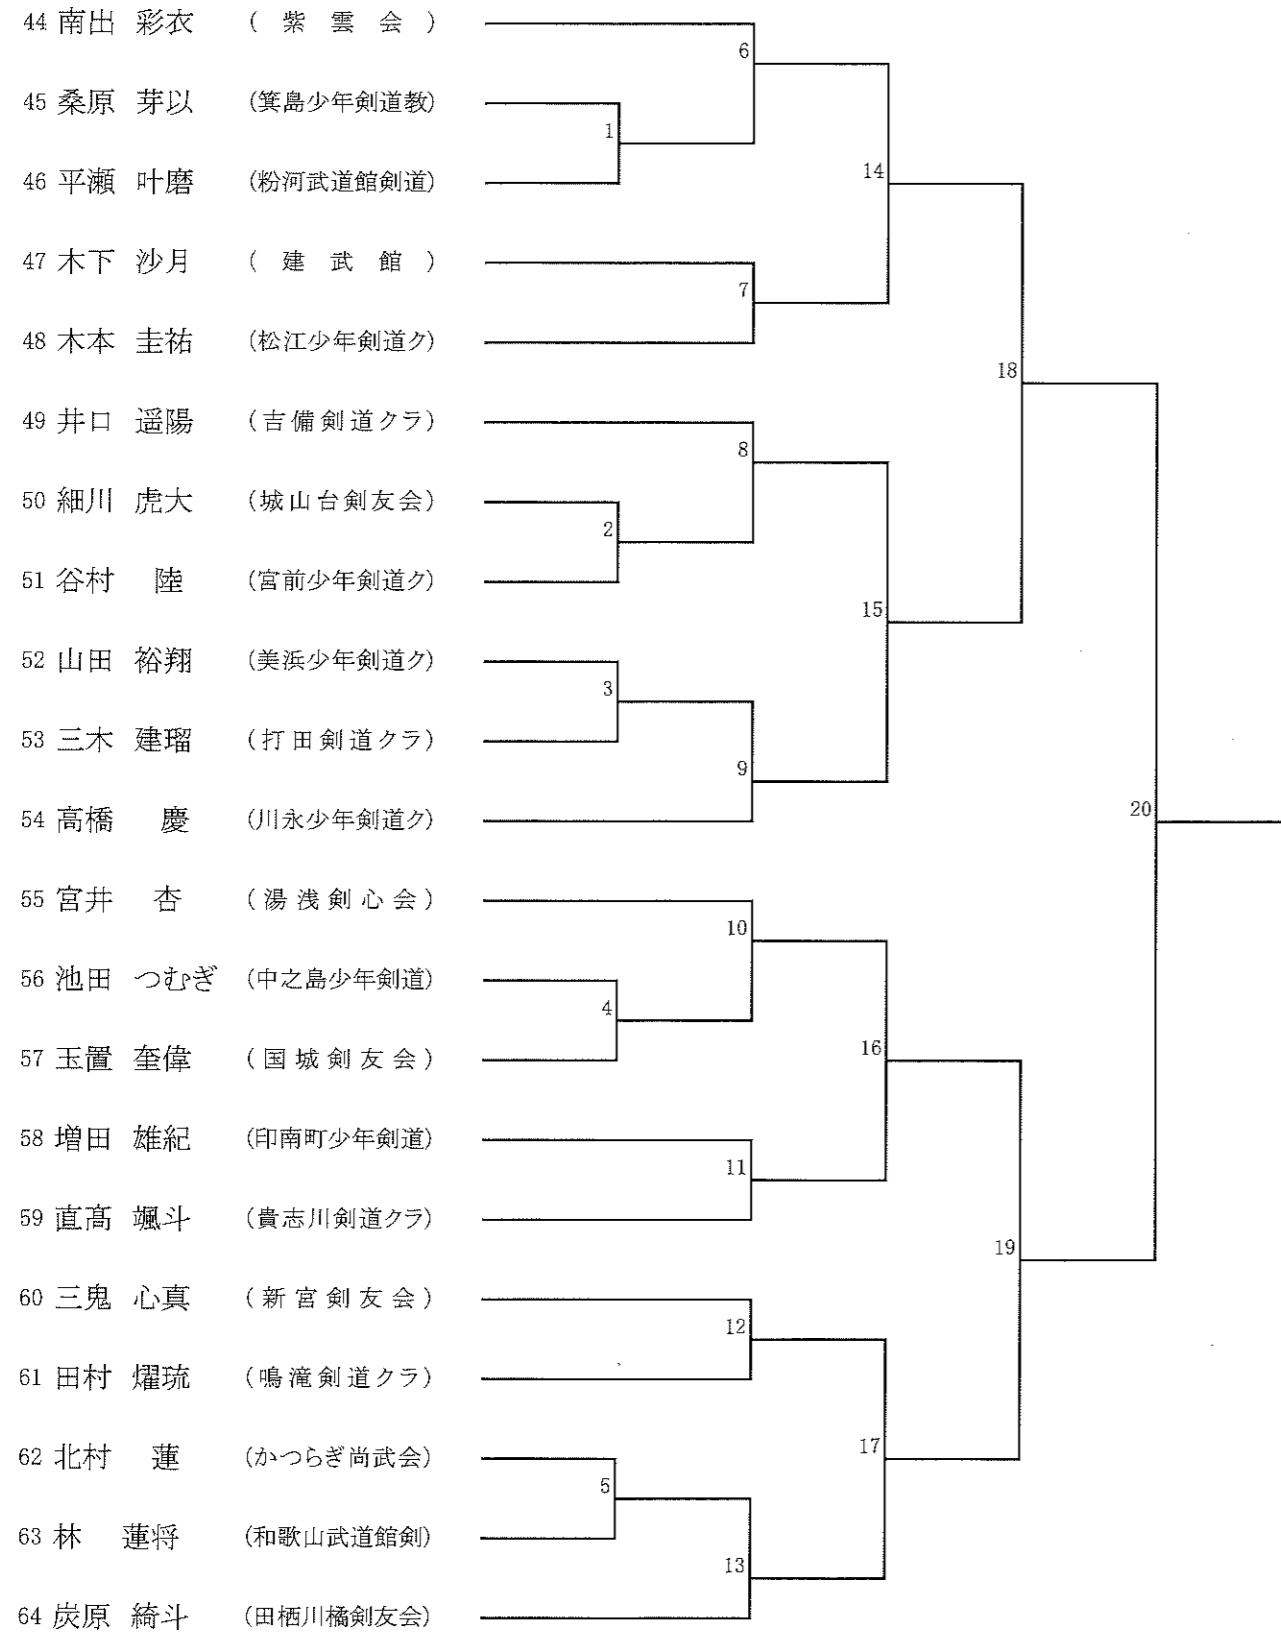 44 南出 彩衣 (紫雲会)
6
45 桑原 芽以 (箕島少年剣道教)
1
46 平瀬 叶磨 (粉河武道館剣道)
14
47 木下 沙月 (建武館)
7
48 木本 圭祐 (松江少年剣道ク)
18
49 井口 遥陽 (吉備剣道クラ)
8
50 細川 虎大 (城山台剣友会)
2
51 谷村 陸 (宮前少年剣道ク)
15
52 山田 裕翔 (美浜少年剣道ク)
3
53 三木 建瑠 (打田剣道クラ)
9
54 高橋 慶 (川永少年剣道ク)
20
55 宮井 杏 (湯浅剣心会)
10
56 池田 つむぎ (中之島少年剣道)
4
57 玉置 奎偉 (国城剣友会)
16
58 増田 雄紀 (印南町少年剣道)
11
59 直髙 颯斗 (貴志川剣道クラ)
19
60 三鬼 心真 (新宮剣友会)
12
61 田村 燿琉 (鳴滝剣道クラ)
62 北村 蓮 (かつらぎ尚武会)
17
5
63 林 蓮将 (和歌山武道館剣)
13
64 炭原 綺斗 (田栖川橘剣友会)